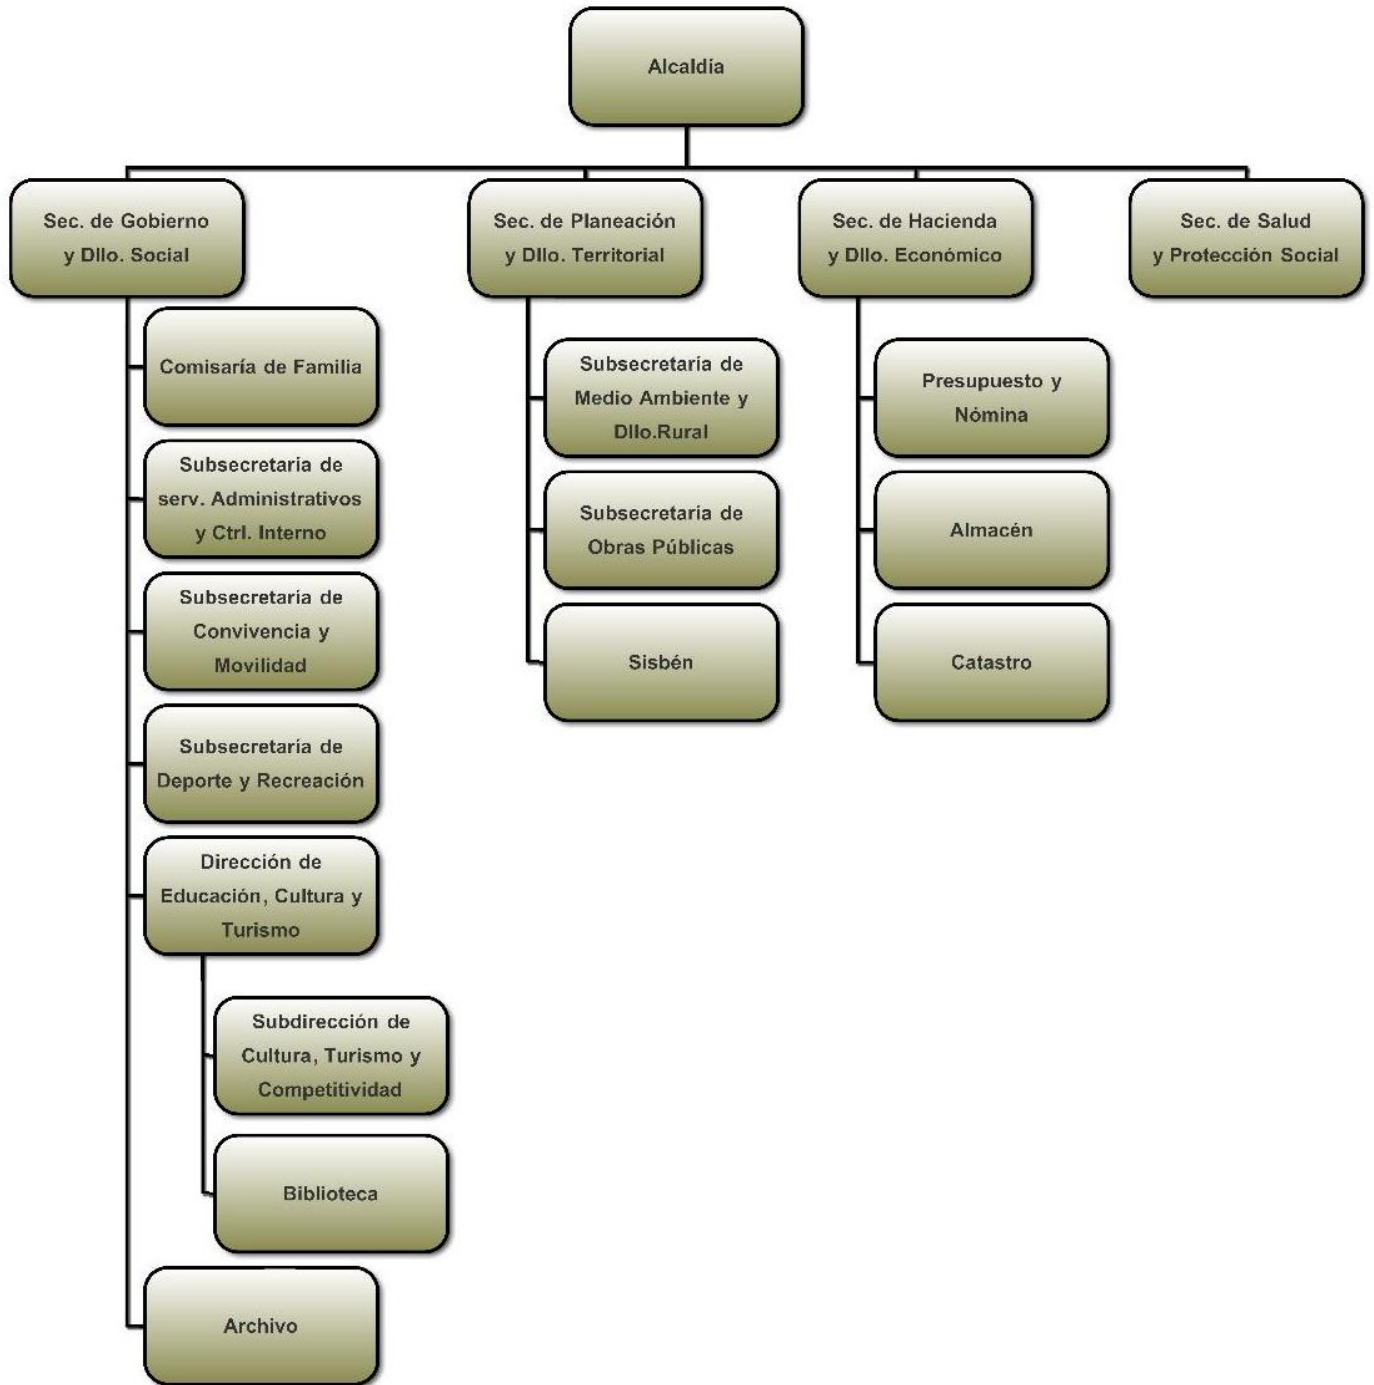 Alcaldía
Sec. de Gobierno
y Dllo. Social
Sec. de Planeación
y Dllo. Territorial
Sec. de Hacienda
y Dllo. Económico
Sec. de Salud
y Protección Social
Comisaría de Familia
Subsecretaría de
serv. Administrativos
y Ctrl. Interno
Subsecretaría de
Convivencia y
Movilidad
Subsecretaría de
Deporte y Recreación
Dirección de
Educación, Cultura y
Turismo
Subdirección de
Cultura, Turismo y
Competitividad
Biblioteca
Archivo
Subsecretaria de
Medio Ambiente y
Dllo.Rural
Subsecretaria de
Obras Públicas
Sisbén
Presupuesto y
Nómina
Almacén
Catastro